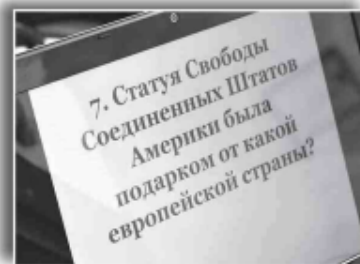 7. Статуя Свободы
Соединенных Штатов
Америки была
подарком от какой
европейской страны?